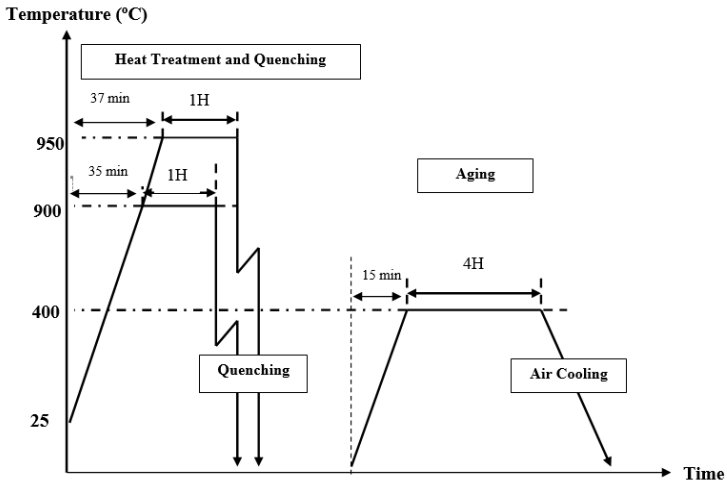 Temperature (ºC)
Heat Treatment and Quenching
37 min
1H
950
35 min
1H
Aging
900
15 min
4H
400
Quenching
Air Cooling
25
Time